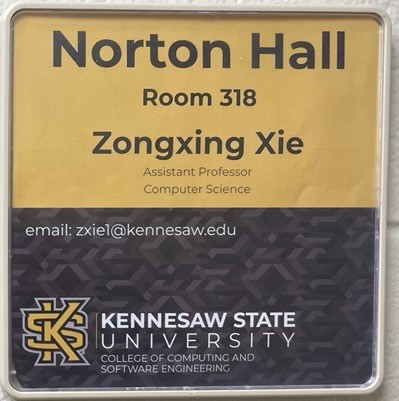 Norton Hall
Room 318
Zongxing Xie
Assistant Professor
Computer Science
email: zxie1@kennesaw.edu
KS
KENNESAW STATE
UNIVERSITY
COLLEGE OF COMPUTING AND
SOFTWARE ENGINEERING